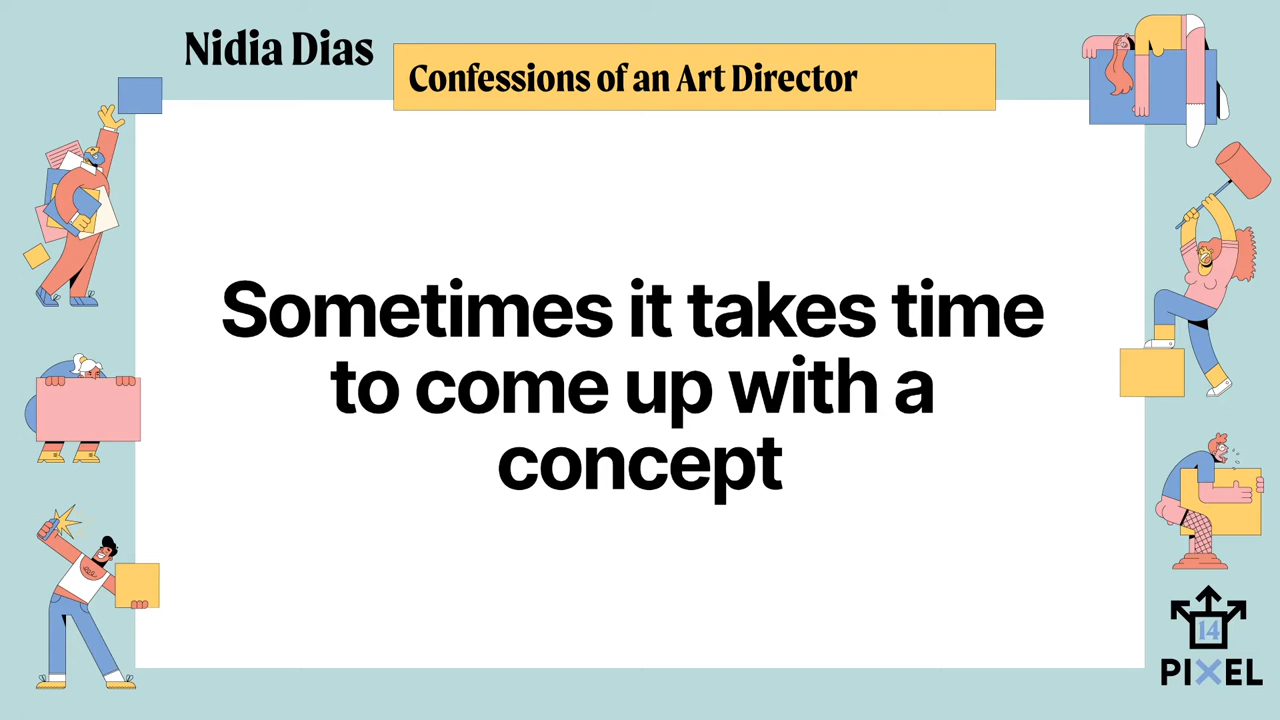 Nidia Dias
Confessions of an Art Director
Sometimes it takes time
to come up with a
concept
14
PIXEL